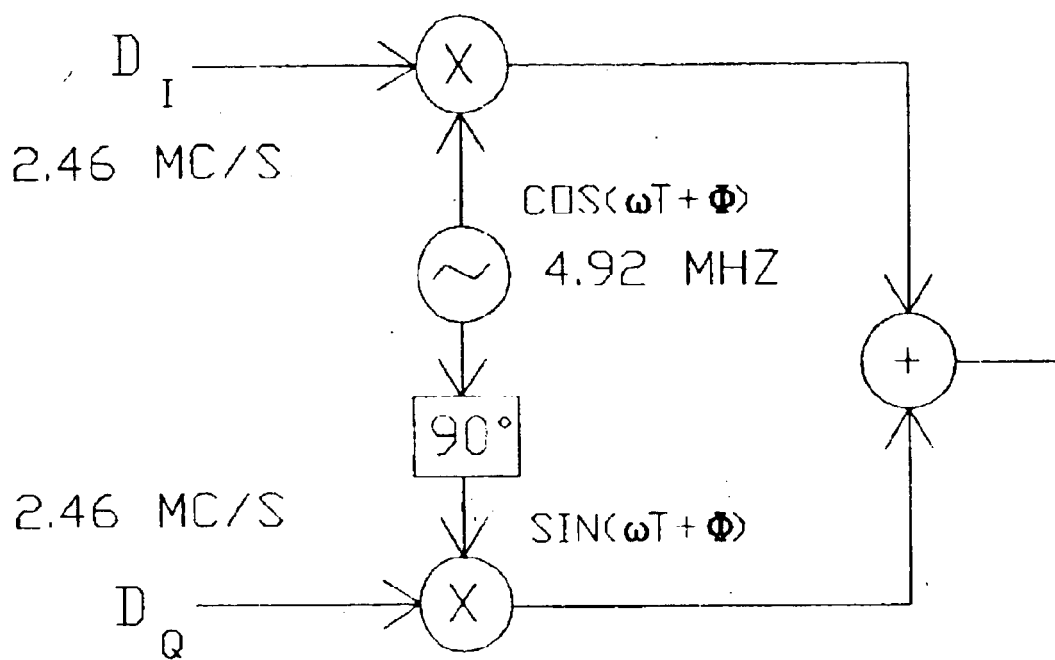 D I
2.46 MC/S
X
COS(ωT+Φ)
~
4.92 MHZ
+
90°
2.46 MC/S
SIN(ωT+Φ)
D Q
X